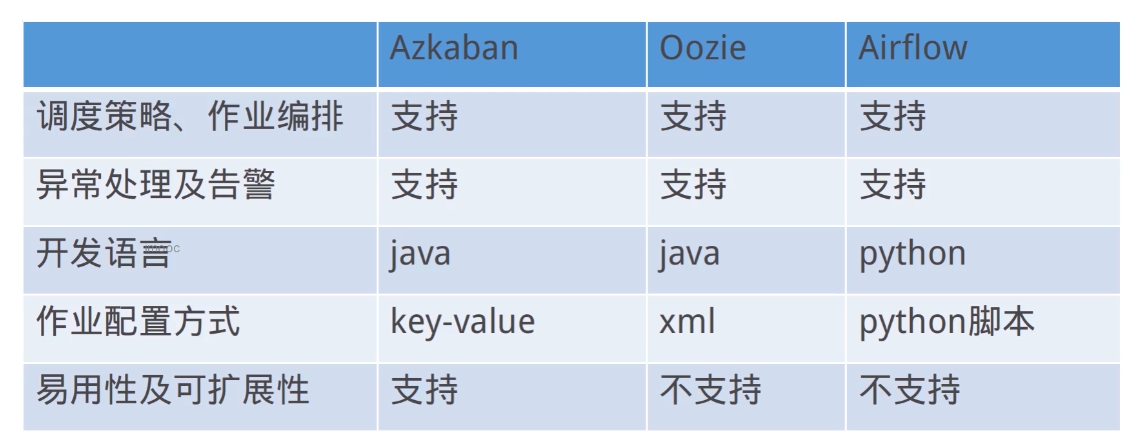 Azkaban Oozie Airflow
调度策略、作业编排 支持 支持 支持
异常处理及告警 支持 支持 支持
开发语言 java java python
作业配置方式 key-value xml python脚本
易用性及可扩展性 支持 不支持 不支持